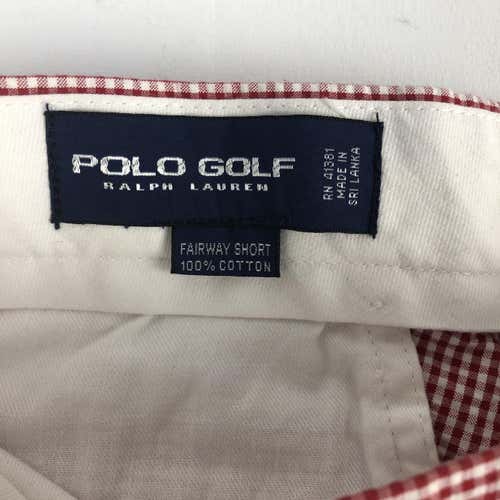 POLO GOLF
RALPH LAUREN
RN 41381
MADE IN
SRI LANKA
FAIRWAY SHORT
100% COTTON